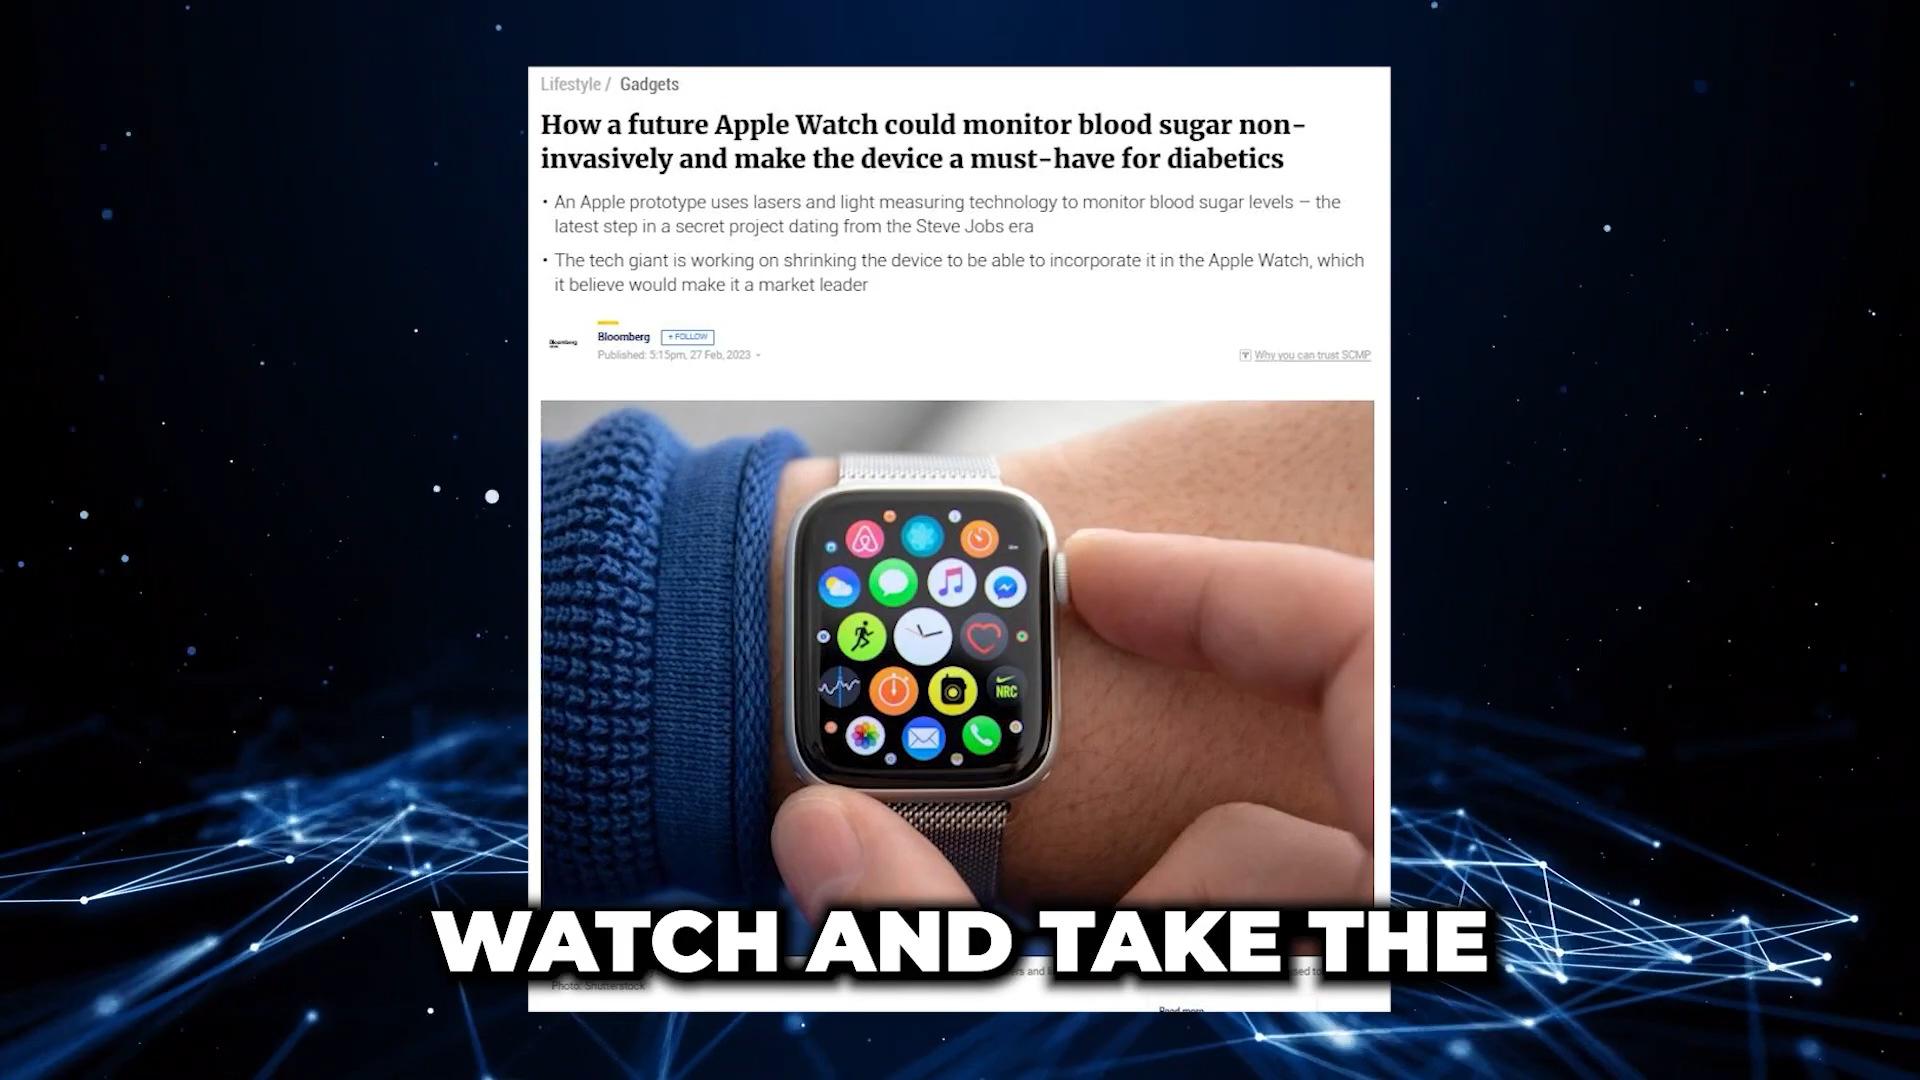 Lifestyle / Gadgets
How a future Apple Watch could monitor blood sugar non-
invasively and make the device a must-have for diabetics
• An Apple prototype uses lasers and light measuring technology to monitor blood sugar levels – the
latest step in a secret project dating from the Steve Jobs era
• The tech giant is working on shrinking the device to be able to incorporate it in the Apple Watch, which
it believe would make it a market leader
Bloomberg
Bloomberg + FOLLOW
Published: 5:15pm, 27 Feb, 2023
Why you can trust SCMP
NRC
WATCH AND TAKE THE
Photo: Shutterstock
Read more